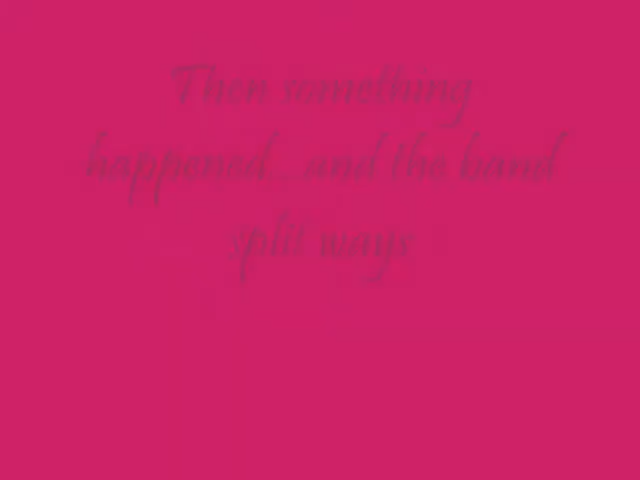 Then something
happened...and the band
split ways